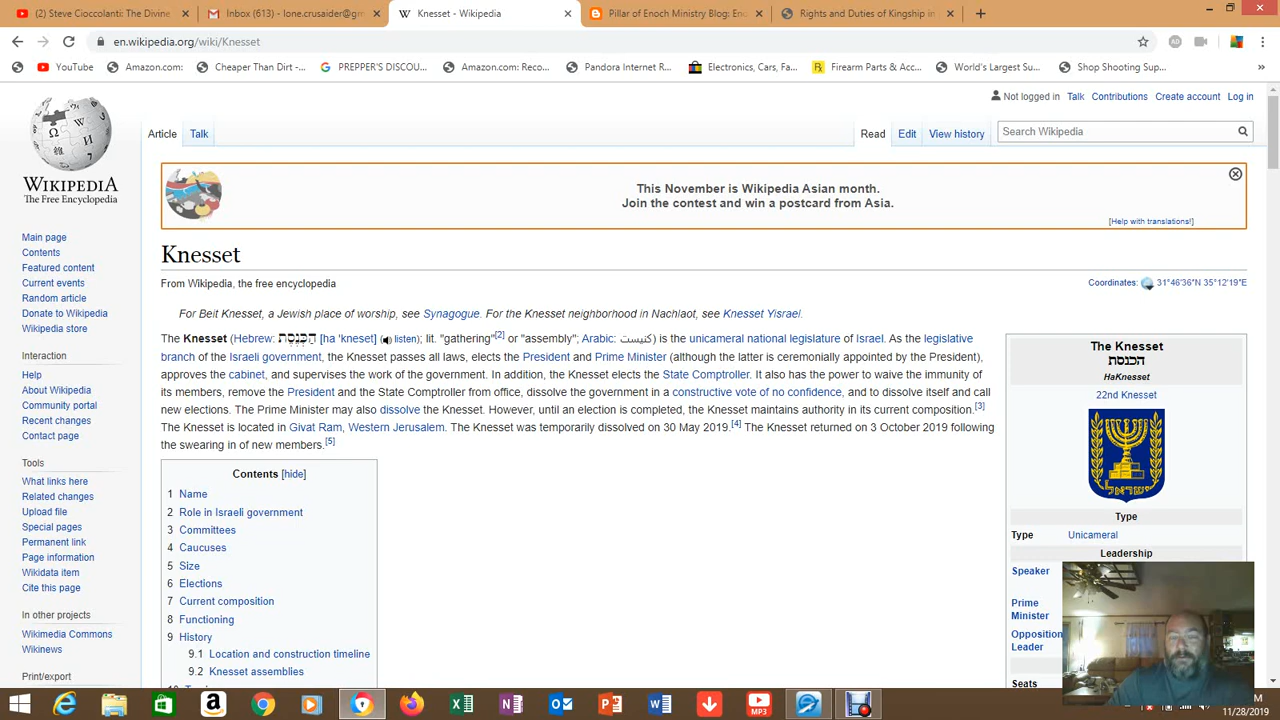 (2) Steve Cioccolanti: The Divine
Inbox (613) - lone.crusaider@gm
Knesset - Wikipedia
Pillar of Enoch Ministry Blog: Enc
Rights and Duties of Kingship in
en.wikipedia.org/wiki/Knesset
YouTube
Amazon.com:
Cheaper Than Dirt -...
PREPPER'S DISCOU...
Amazon.com: Reco...
Pandora Internet R...
Electronics, Cars, Fa...
Firearm Parts & Acc...
World's Largest Su...
Shop Shooting Sup...
Not logged in Talk Contributions Create account Log in
Article Talk
Read Edit View history
Search Wikipedia
WIKIPEDIA
The Free Encyclopedia
Main page
Contents
Featured content
Current events
Random article
Donate to Wikipedia
Wikipedia store
Interaction
Help
About Wikipedia
Community portal
Recent changes
Contact page
Tools
What links here
Related changes
Upload file
Special pages
Permanent link
Page information
Wikidata item
Cite this page
In other projects
Wikimedia Commons
Wikinews
Print/export
This November is Wikipedia Asian month.
Join the contest and win a postcard from Asia.
[Help with translations!]
Knesset
From Wikipedia, the free encyclopedia
Coordinates: 31°46′36″N 35°12′19″E
For Beit Knesset, a Jewish place of worship, see Synagogue. For the Knesset neighborhood in Nachlaot, see Knesset Yisrael.
The Knesset (Hebrew: הַכְּנֶסֶת [ha ˈkneset] (listen); lit. "gathering"[2] or "assembly"; Arabic: كنيست) is the unicameral national legislature of Israel. As the legislative
branch of the Israeli government, the Knesset passes all laws, elects the President and Prime Minister (although the latter is ceremonially appointed by the President),
approves the cabinet, and supervises the work of the government. In addition, the Knesset elects the State Comptroller. It also has the power to waive the immunity of
its members, remove the President and the State Comptroller from office, dissolve the government in a constructive vote of no confidence, and to dissolve itself and call
new elections. The Prime Minister may also dissolve the Knesset. However, until an election is completed, the Knesset maintains authority in its current composition.[3]
The Knesset is located in Givat Ram, Western Jerusalem. The Knesset was temporarily dissolved on 30 May 2019.[4] The Knesset returned on 3 October 2019 following
the swearing in of new members.[5]
Contents [hide]
1 Name
2 Role in Israeli government
3 Committees
4 Caucuses
5 Size
6 Elections
7 Current composition
8 Functioning
9 History
9.1 Location and construction timeline
9.2 Knesset assemblies
The Knesset
הכנסת
HaKnesset
22nd Knesset
ישראל
Type
Type Unicameral
Leadership
Speaker
Prime
Minister
Opposition
Leader
Seats
MP3
11/28/2019